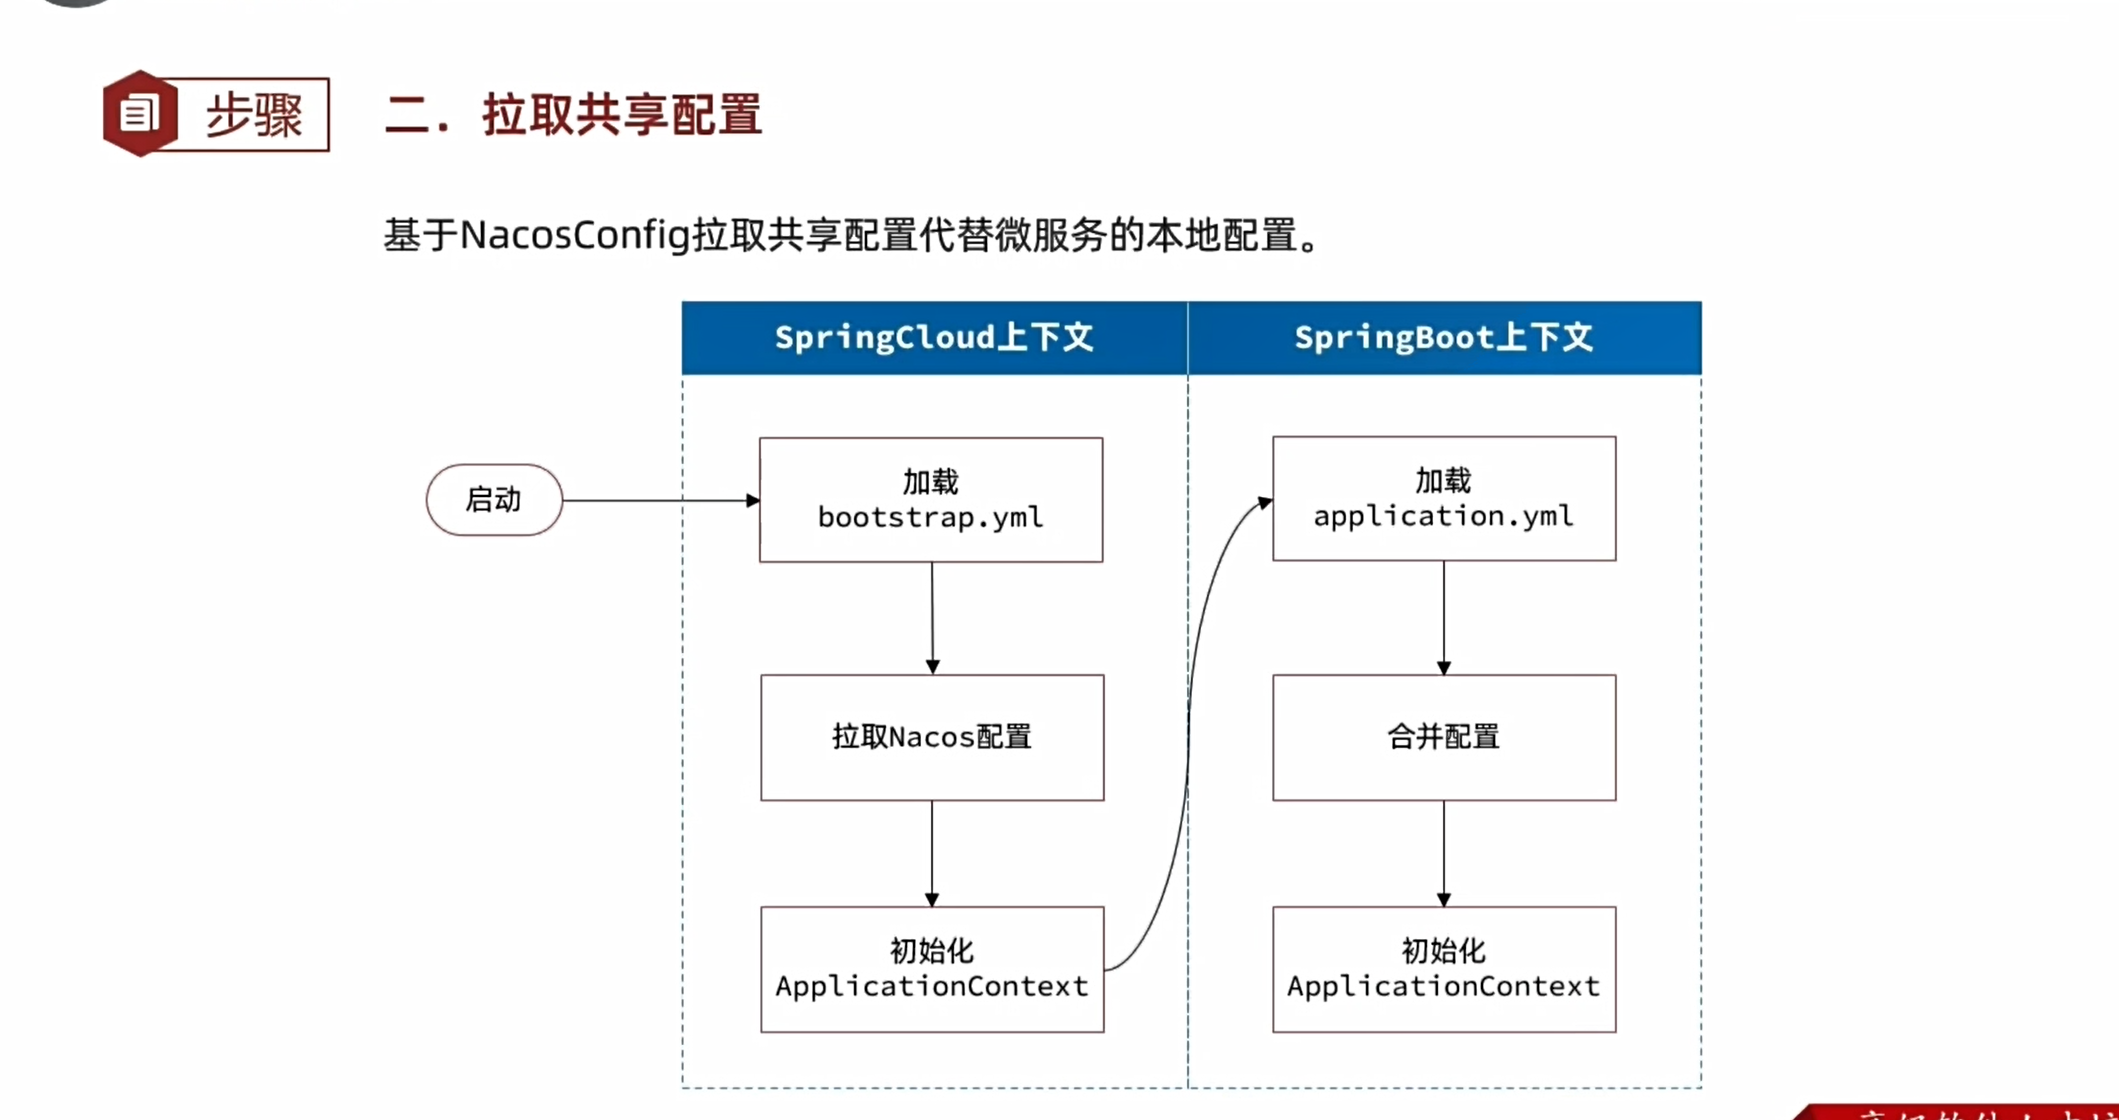 步骤
二. 拉取共享配置
基于NacosConfig拉取共享配置代替微服务的本地配置。
SpringCloud上下文
SpringBoot上下文
启动
加载
bootstrap.yml
拉取Nacos配置
初始化
ApplicationContext
加载
application.yml
合并配置
初始化
ApplicationContext